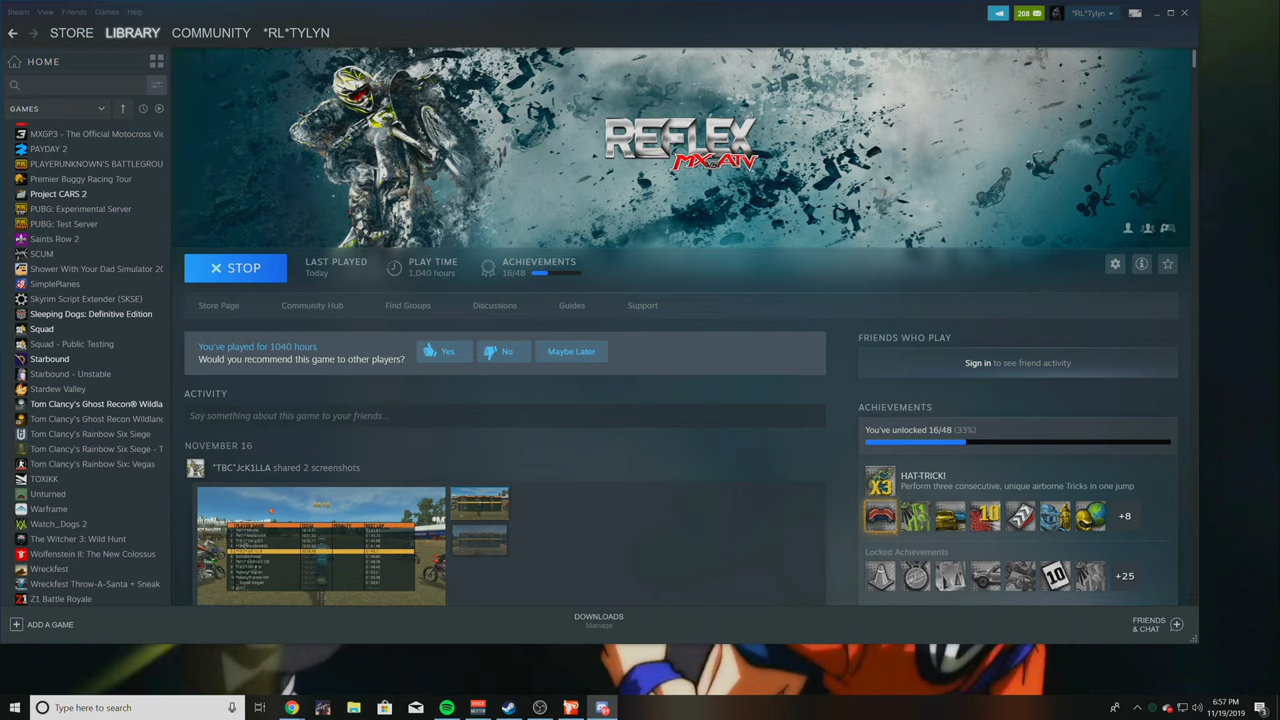 Steam View Friends Games Help
208 *RL*Tylyn
STORE LIBRARY COMMUNITY *RL*TYLYN
HOME
GAMES
MXGP3 - The Official Motocross Vi
PAYDAY 2
PLAYERUNKNOWN'S BATTLEGROU
Premier Buggy Racing Tour
Project CARS 2
PUBG: Experimental Server
PUBG: Test Server
Saints Row 2
SCUM
Shower With Your Dad Simulator 20
SimplePlanes
Skyrim Script Extender (SKSE)
Sleeping Dogs: Definitive Edition
Squad
Squad - Public Testing
Starbound
Starbound - Unstable
Stardew Valley
Tom Clancy's Ghost Recon® Wildla
Tom Clancy's Ghost Recon Wildland
Tom Clancy's Rainbow Six Siege
Tom Clancy's Rainbow Six Siege - T
Tom Clancy's Rainbow Six: Vegas
TOXIKK
Unturned
Warframe
Watch_Dogs 2
The Witcher 3: Wild Hunt
Wolfenstein II: The New Colossus
Wreckfest
Wreckfest Throw-A-Santa + Sneak
Z1 Battle Royale
ADD A GAME
REFLEX
MX vs ATV
STOP
LAST PLAYED
Today
PLAY TIME
1,040 hours
ACHIEVEMENTS
16/48
Store Page Community Hub Find Groups Discussions Guides Support
You've played for 1040 hours
Would you recommend this game to other players?
Yes No Maybe Later
ACTIVITY
Say something about this game to your friends...
NOVEMBER 16
*TBC*JcK1LLA shared 2 screenshots
FRIENDS WHO PLAY
Sign in to see friend activity
ACHIEVEMENTS
You've unlocked 16/48 (33%)
X3
HAT-TRICK!
Perform three consecutive, unique airborne Tricks in one jump
10
+8
Locked Achievements
10
+25
DOWNLOADS
Manage
FRIENDS
& CHAT
Type here to search
6:57 PM
11/19/2019
3